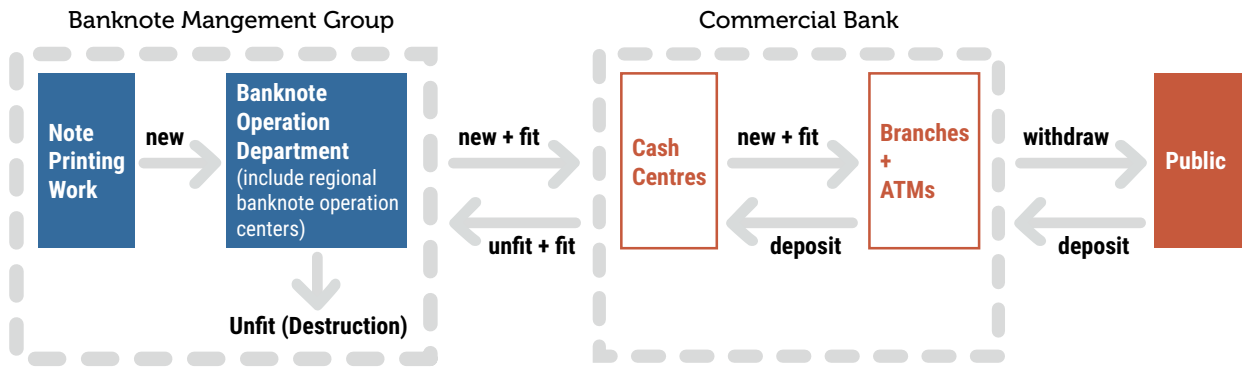 Banknote Mangement Group
Commercial Bank
Note
Printing
Work
new
Banknote
Operation
Department
(include regional
banknote operation
centers)
Unfit (Destruction)
new + fit
unfit + fit
Cash
Centres
new + fit
deposit
Branches
+
ATMs
withdraw
deposit
Public